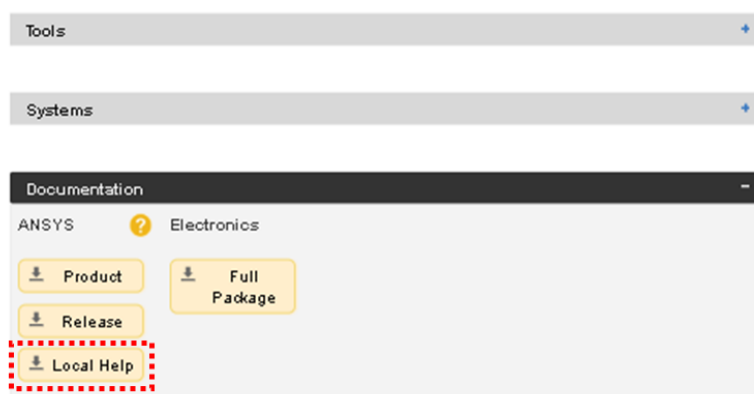 Tools
Systems
Documentation
ANSYS ? Electronics
Product
Full
Package
Release
Local Help